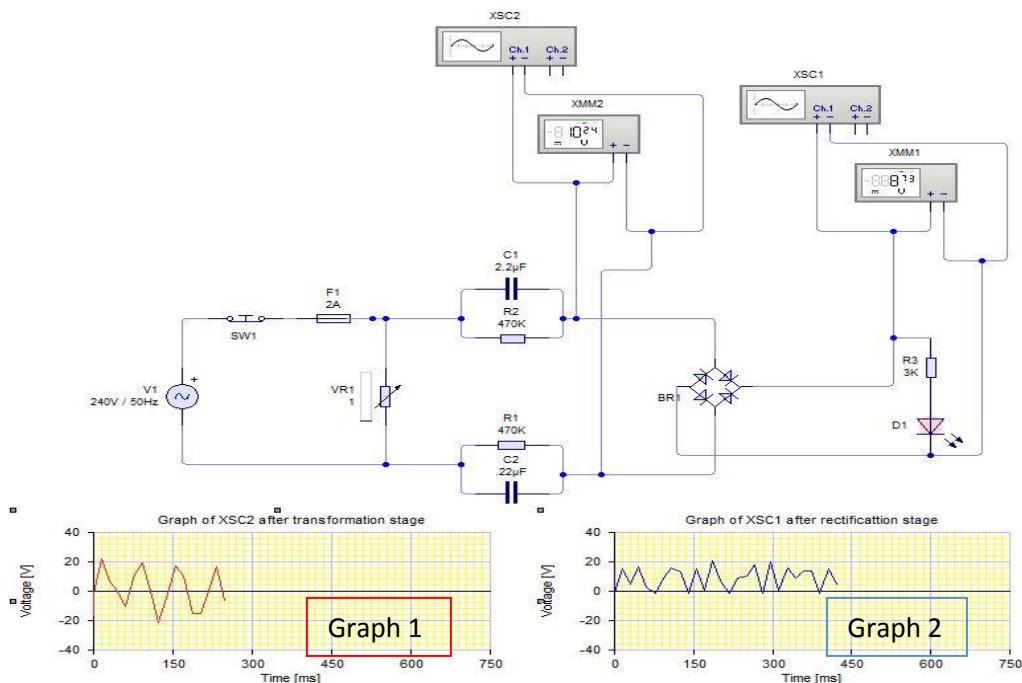 XSC2
Ch.1 Ch.2
+ − + −
XSC1
Ch.1 Ch.2
+ − + −
XMM2
1024
m V + −
XMM1
873
m V + −
C1
2.2µF
R2
470K
F1
2A
SW1
V1
240V / 50Hz
+
VR1
1
BR1
R3
3K
D1
R1
470K
C2
.22µF
Graph of XSC2 after transformation stage
Voltage [V]
40
20
0
-20
-40
0 150 300 450 600 750
Time [ms]
Graph 1
Graph of XSC1 after rectificattion stage
Voltage [V]
40
20
0
-20
-40
0 150 300 450 600 750
Time [ms]
Graph 2